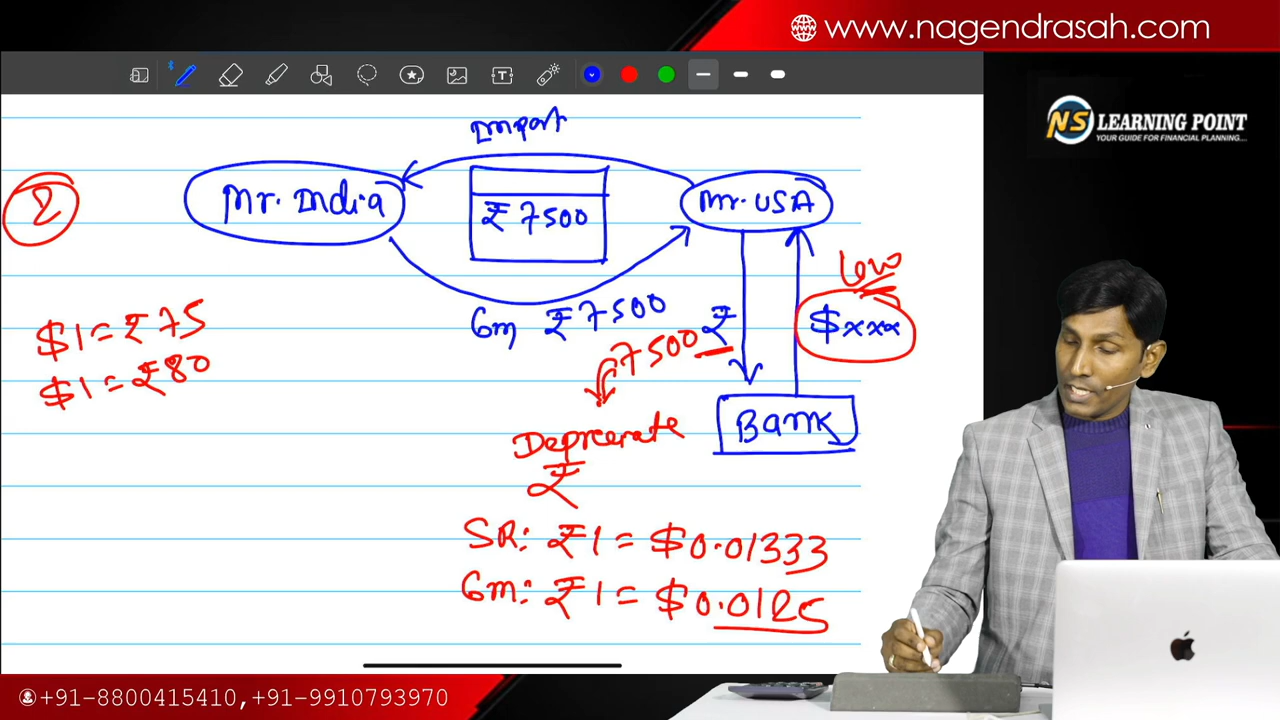 www.nagendrasah.com
NS LEARNING POINT
YOUR GUIDE FOR FINANCIAL PLANNING....
T
Import
2
Mr. India
₹ 7500
Mr. USA
low
$xxx
6m ₹7500
7500 ₹
$1 = ₹75
$1 = ₹80
Bank
Depreerate
₹
SR: ₹1 = $0.01333
6m: ₹1 = $0.0125
+91-8800415410,+91-9910793970